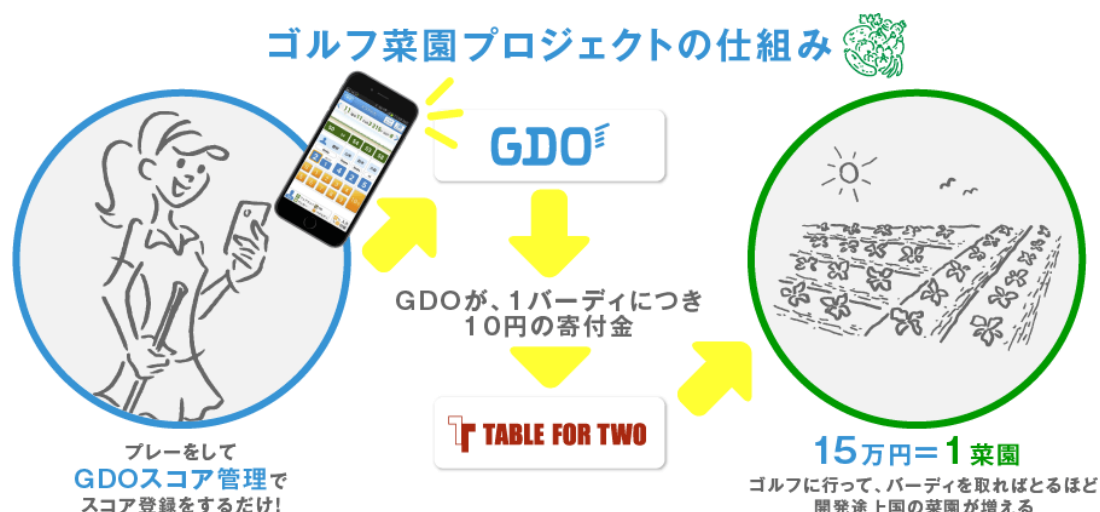 ゴルフ菜園プロジェクトの仕組み
GDO
GDOが、1バーディにつき
10円の寄付金
TABLE FOR TWO
プレーをして
GDOスコア管理で
スコア登録をするだけ!
15万円=1菜園
ゴルフに行って、バーディを取ればとるほど
開発途上国の菜園が増える